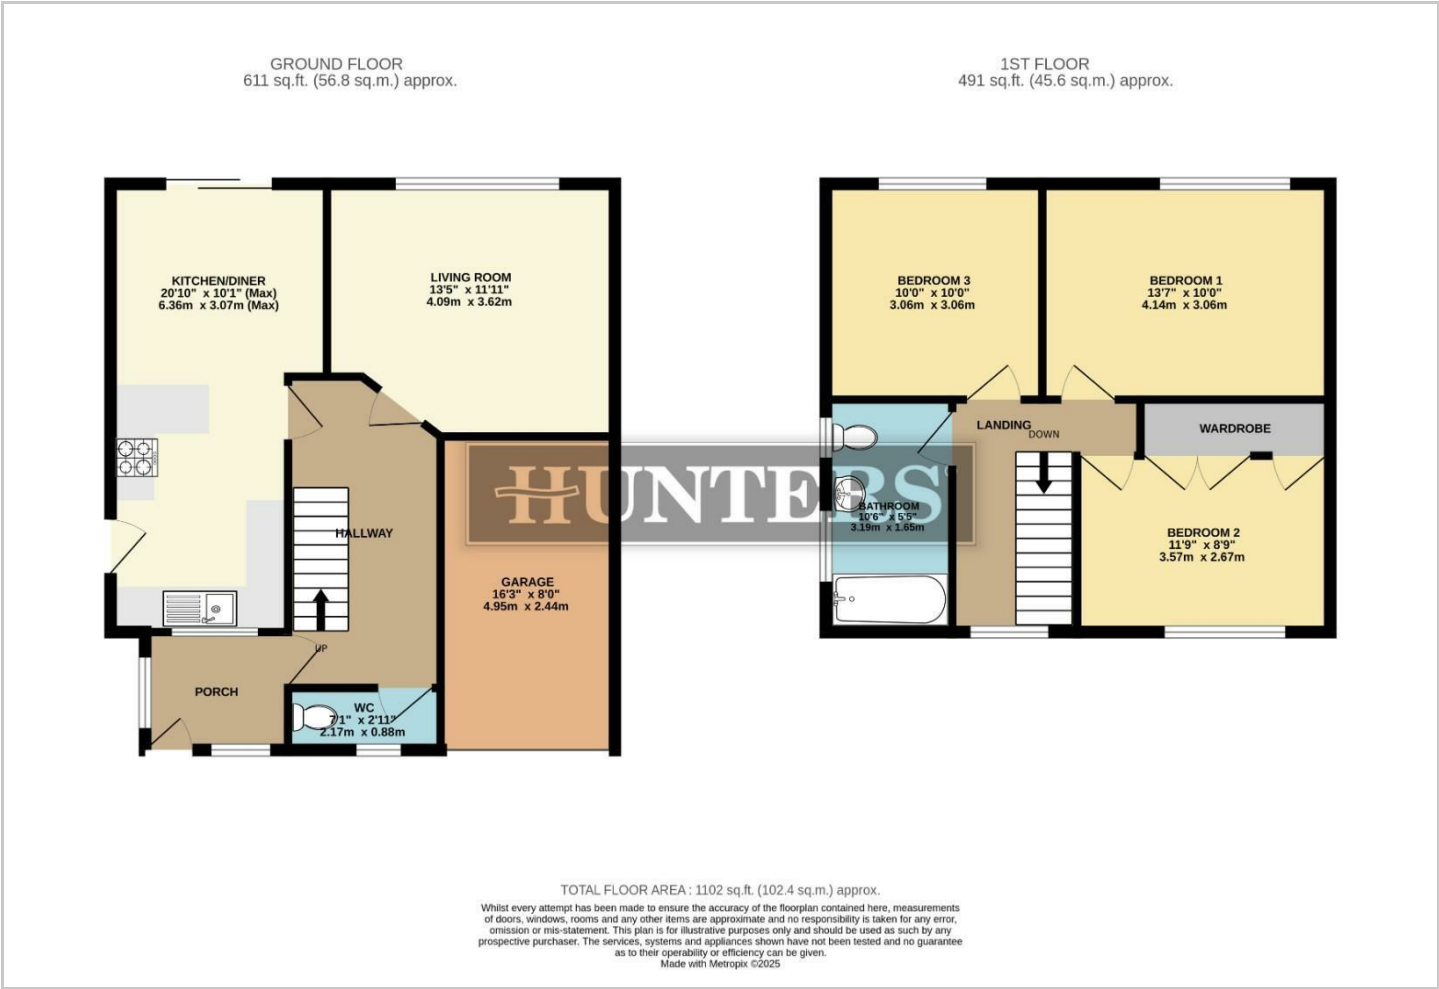 GROUND FLOOR
611 sq.ft. (56.8 sq.m.) approx.
1ST FLOOR
491 sq.ft. (45.6 sq.m.) approx.
KITCHEN/DINER
20'10" x 10'1" (Max)
6.36m x 3.07m (Max)
LIVING ROOM
13'5" x 11'11"
4.09m x 3.62m
HALLWAY
UP
GARAGE
16'3" x 8'0"
4.95m x 2.44m
PORCH
WC
7'1" x 2'11"
2.17m x 0.88m
BEDROOM 3
10'0" x 10'0"
3.06m x 3.06m
BEDROOM 1
13'7" x 10'0"
4.14m x 3.06m
LANDING
DOWN
WARDROBE
BATHROOM
10'6" x 5'5"
3.19m x 1.65m
BEDROOM 2
11'9" x 8'9"
3.57m x 2.67m
HUNTERS
TOTAL FLOOR AREA : 1102 sq.ft. (102.4 sq.m.) approx.
Whilst every attempt has been made to ensure the accuracy of the floorplan contained here, measurements
of doors, windows, rooms and any other items are approximate and no responsibility is taken for any error,
omission or mis-statement. This plan is for illustrative purposes only and should be used as such by any
prospective purchaser. The services, systems and appliances shown have not been tested and no guarantee
as to their operability or efficiency can be given.
Made with Metropix ©2025